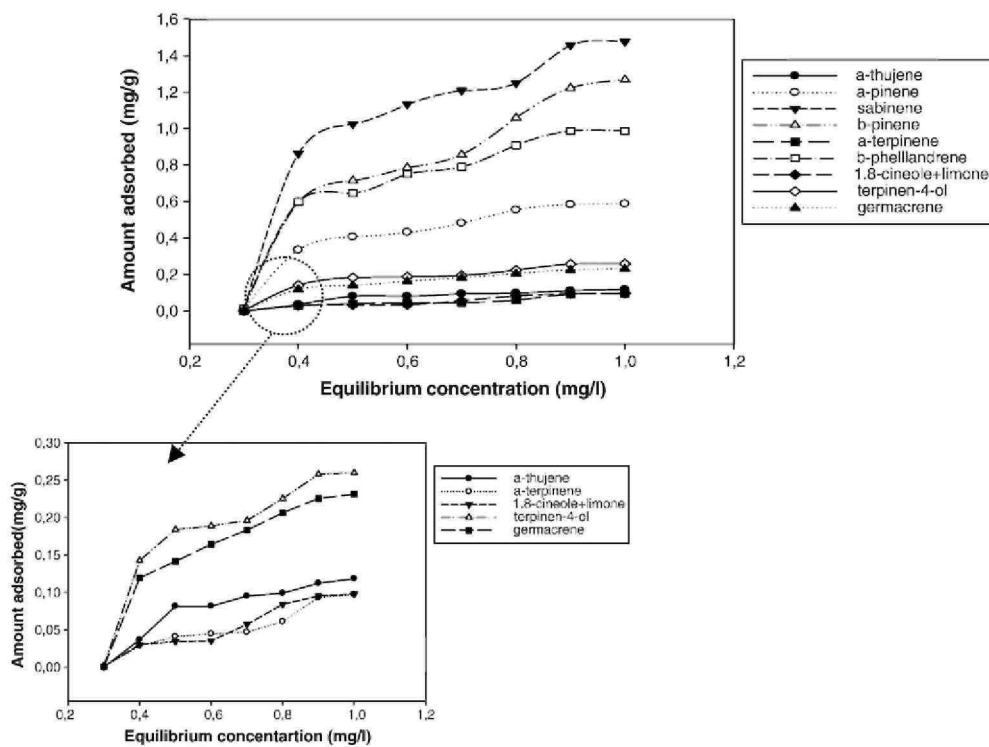 1,6
1,4
1,2
1,0
0,8
0,6
0,4
0,2
0,0
Amount adsorbed (mg/g)
0,2 0,4 0,6 0,8 1,0 1,2
Equilibrium concentration (mg/l)
a-thujene
a-pinene
sabinene
b-pinene
a-terpinene
b-phelllandrene
1.8-cineole+limone
terpinen-4-ol
germacrene
0,30
0,25
0,20
0,15
0,10
0,05
0,00
Amount adsorbed(mg/g)
0,2 0,4 0,6 0,8 1,0 1,2
Equilibrium concentartion (mg/l)
a-thujene
a-terpinene
1.8-cineole+limone
terpinen-4-ol
germacrene